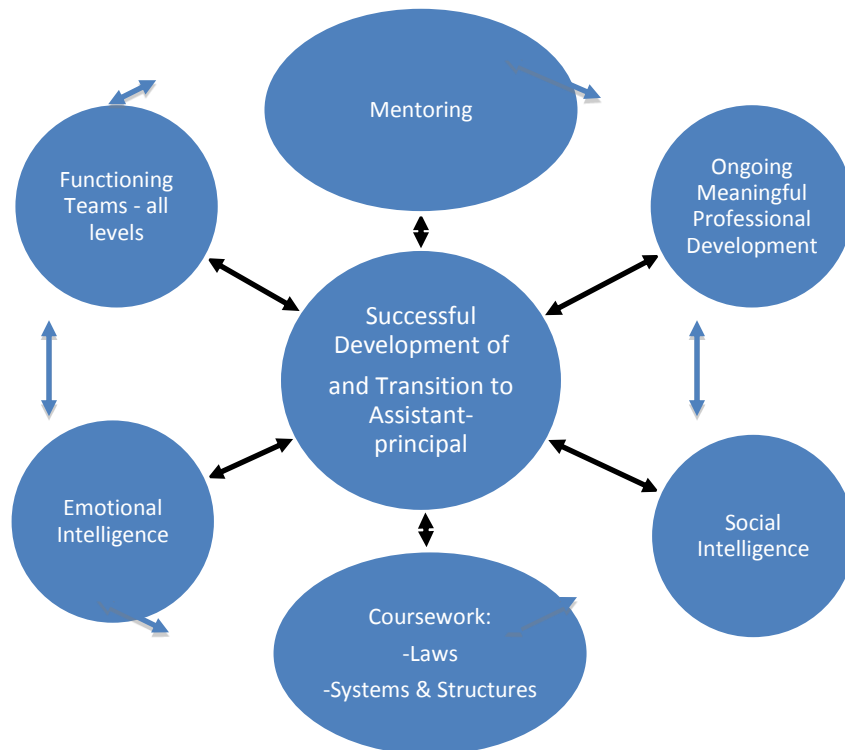 Mentoring
Functioning
Teams - all
levels
Ongoing
Meaningful
Professional
Development
Successful
Development of
and Transition to
Assistant-
principal
Emotional
Intelligence
Social
Intelligence
Coursework:
-Laws
-Systems & Structures